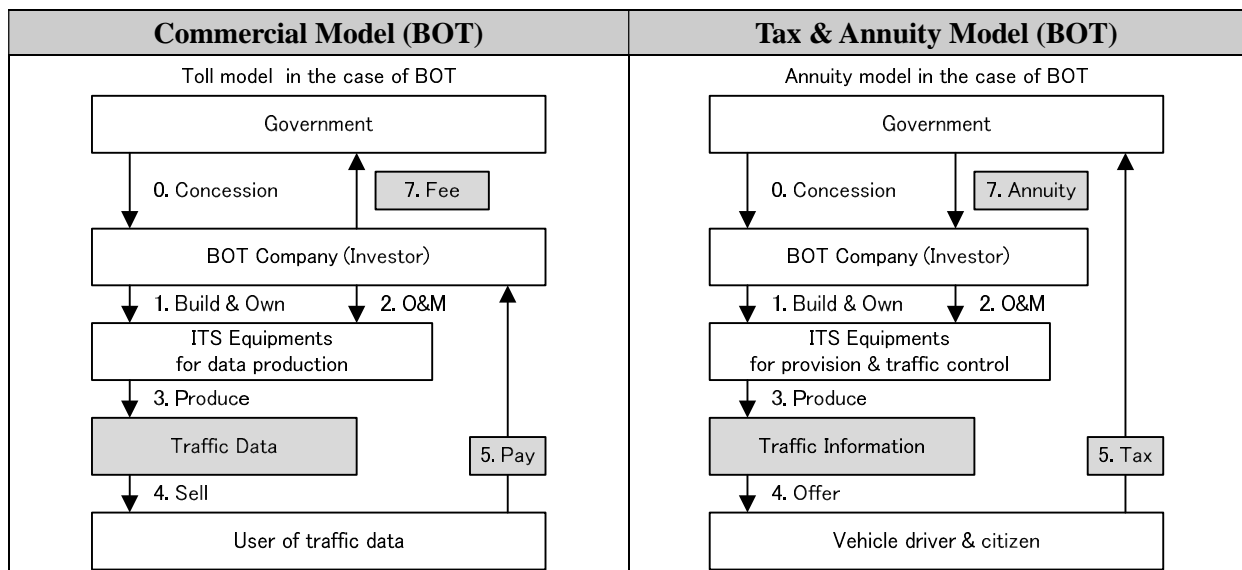 Commercial Model (BOT)
Tax & Annuity Model (BOT)
Toll model in the case of BOT
Government
0. Concession
7. Fee
BOT Company (Investor)
1. Build & Own
2. O&M
ITS Equipments
for data production
3. Produce
Traffic Data
5. Pay
4. Sell
User of traffic data
Annuity model in the case of BOT
Government
0. Concession
7. Annuity
BOT Company (Investor)
1. Build & Own
2. O&M
ITS Equipments
for provision & traffic control
3. Produce
Traffic Information
5. Tax
4. Offer
Vehicle driver & citizen